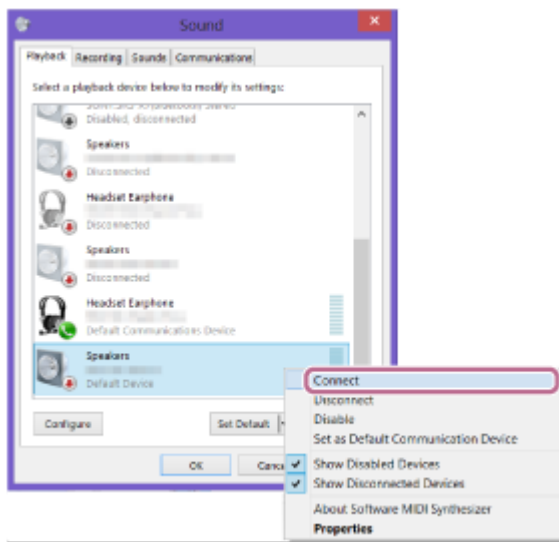 Sound
Playback Recording Sounds Communications
Select a playback device below to modify its settings:
Disabled, disconnected
Speakers
Disconnected
Headset Earphone
Disconnected
Speakers
Disconnected
Headset Earphone
Default Communications Device
Speakers
Default Device
Configure
Set Default
OK
Connect
Disconnect
Disable
Set as Default Communication Device
Show Disabled Devices
Show Disconnected Devices
About Software MIDI Synthesizer
Properties